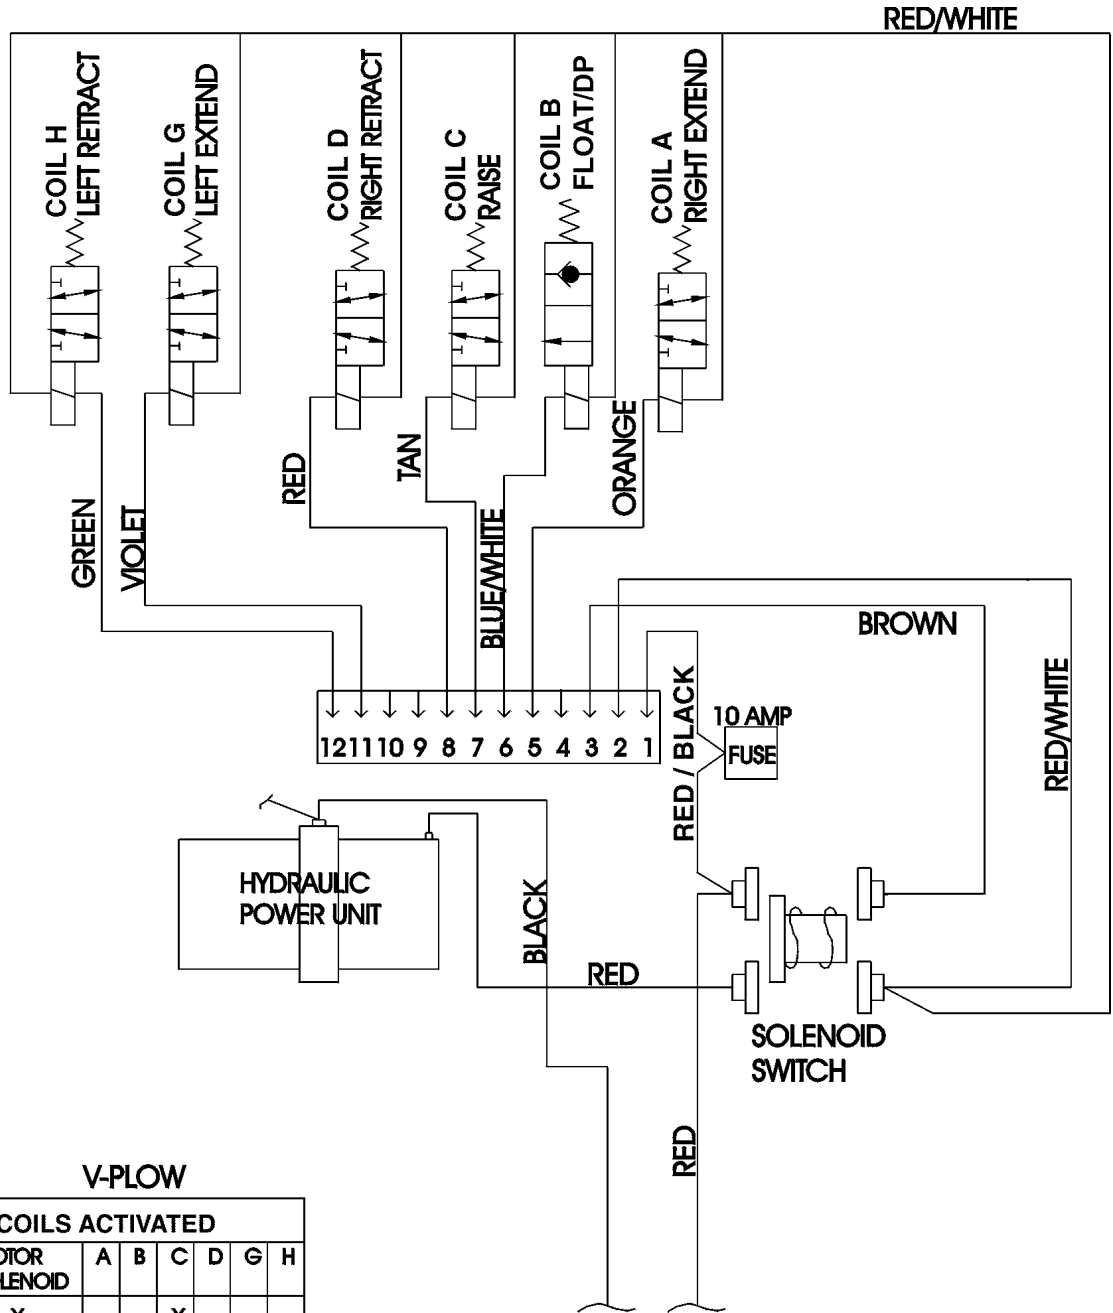 RED/WHITE
COIL H
LEFT RETRACT
COIL G
LEFT EXTEND
COIL D
RIGHT RETRACT
COIL C
RAISE
COIL B
FLOAT/DP
COIL A
RIGHT EXTEND
GREEN
VIOLET
RED
TAN
BLUE/WHITE
ORANGE
BROWN
RED/WHITE
RED / BLACK
10 AMP
FUSE
12 11 10 9 8 7 6 5 4 3 2 1
HYDRAULIC
POWER UNIT
BLACK
RED
SOLENOID
SWITCH
RED
V-PLOW
COILS ACTIVATED
OTOR
LENOID
A B C D G H
X X